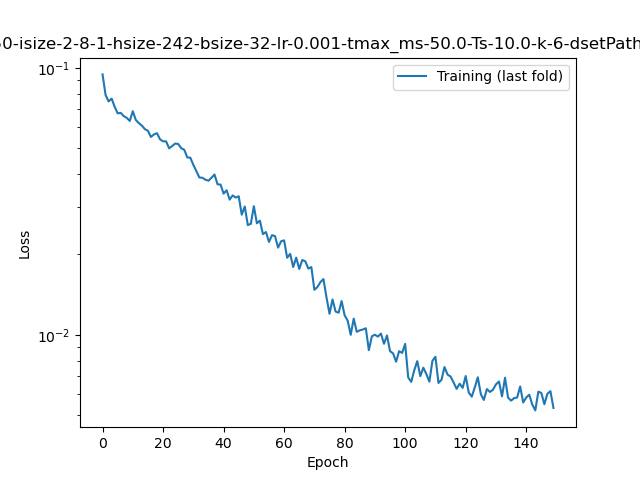 0-isize-2-8-1-hsize-242-bsize-32-lr-0.001-tmax_ms-50.0-Ts-10.0-k-6-dsetPath
Training (last fold)
10⁻¹
10⁻²
Loss
0 20 40 60 80 100 120 140
Epoch